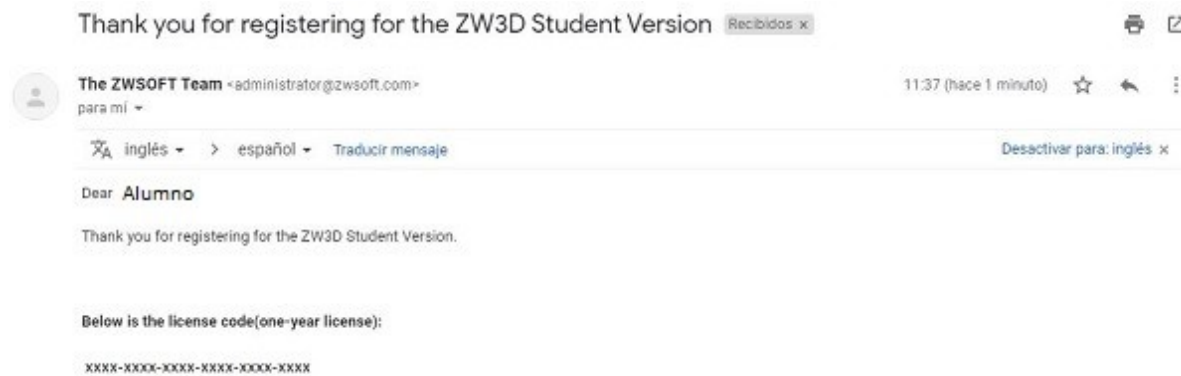 Thank you for registering for the ZW3D Student Version Recibidos x
The ZWSOFT Team <administrator@zwsoft.com> 11:37 (hace 1 minuto)
para mí
inglés > español Traducir mensaje Desactivar para: inglés x
Dear Alumno
Thank you for registering for the ZW3D Student Version.
Below is the license code(one-year license):
xxxx-xxxx-xxxx-xxxx-xxxx-xxxx